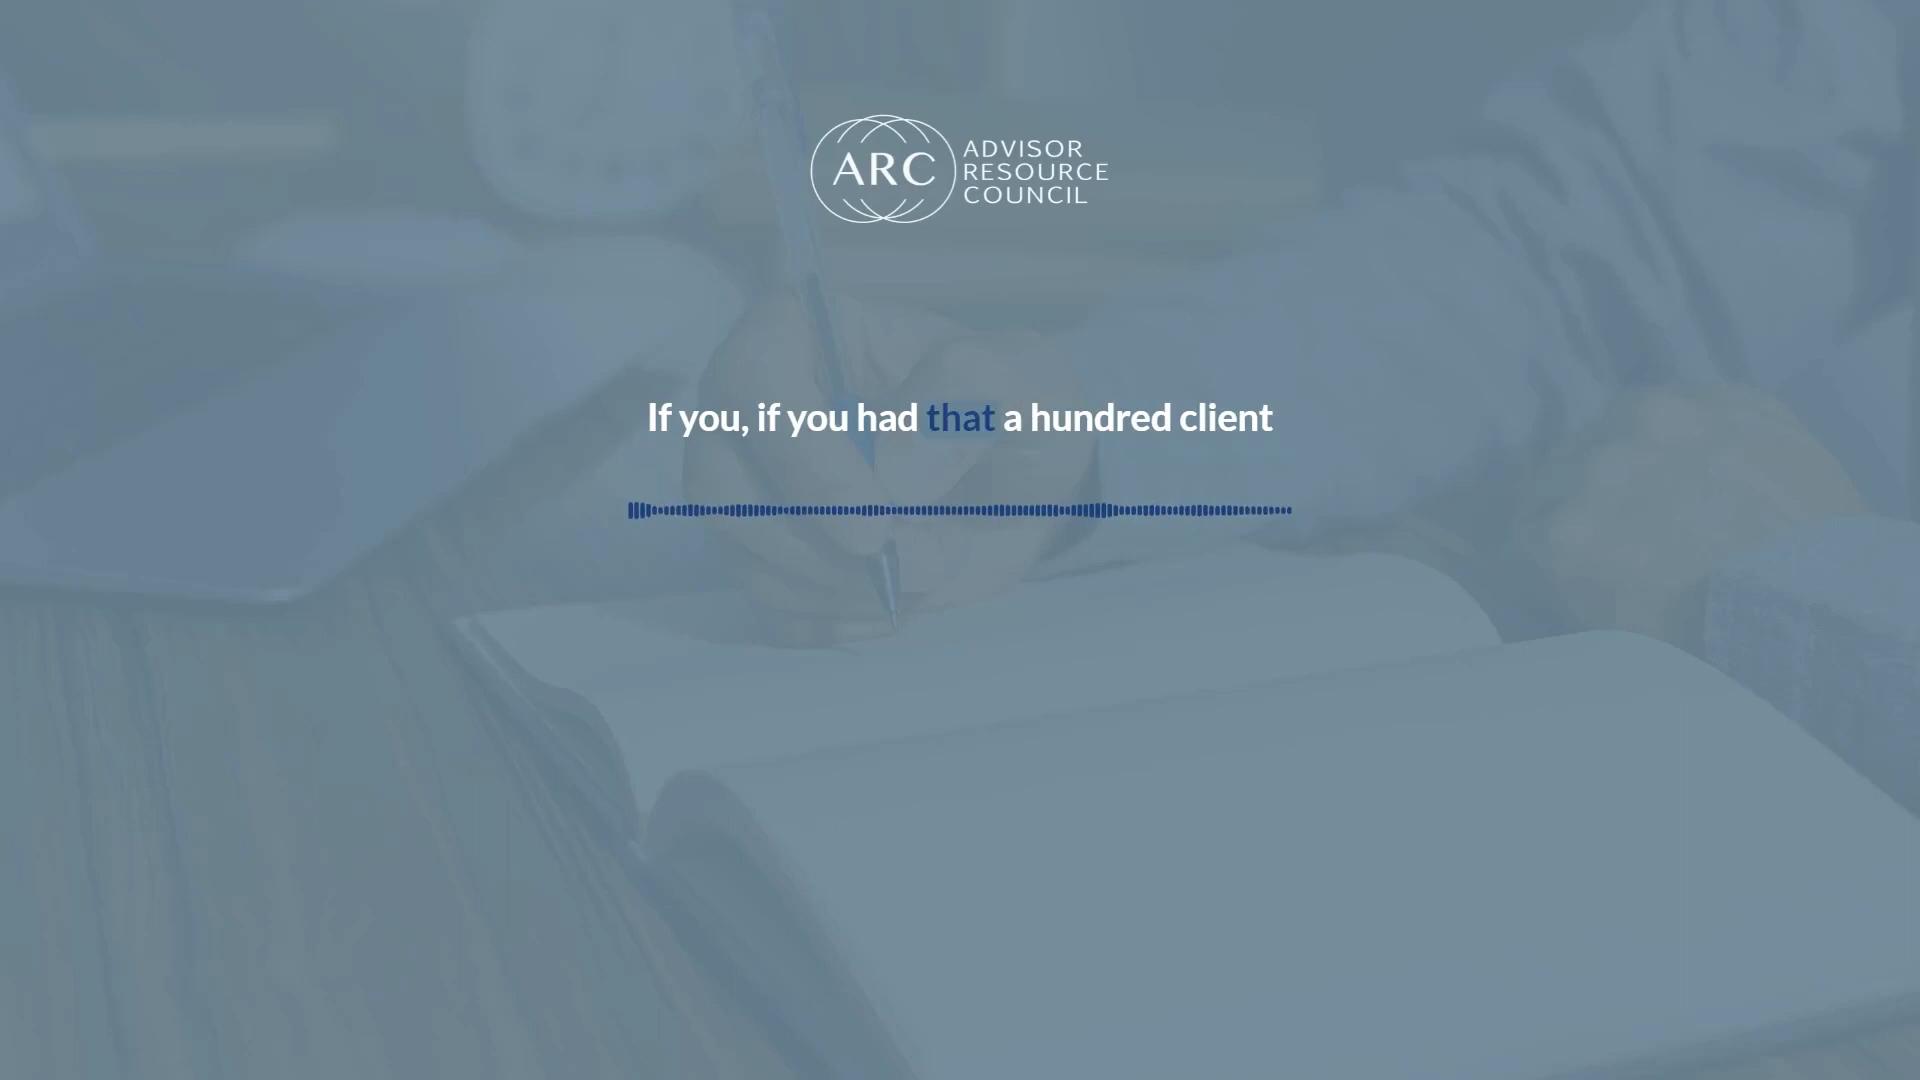 ARC
ADVISOR
RESOURCE
COUNCIL
If you, if you had that a hundred client